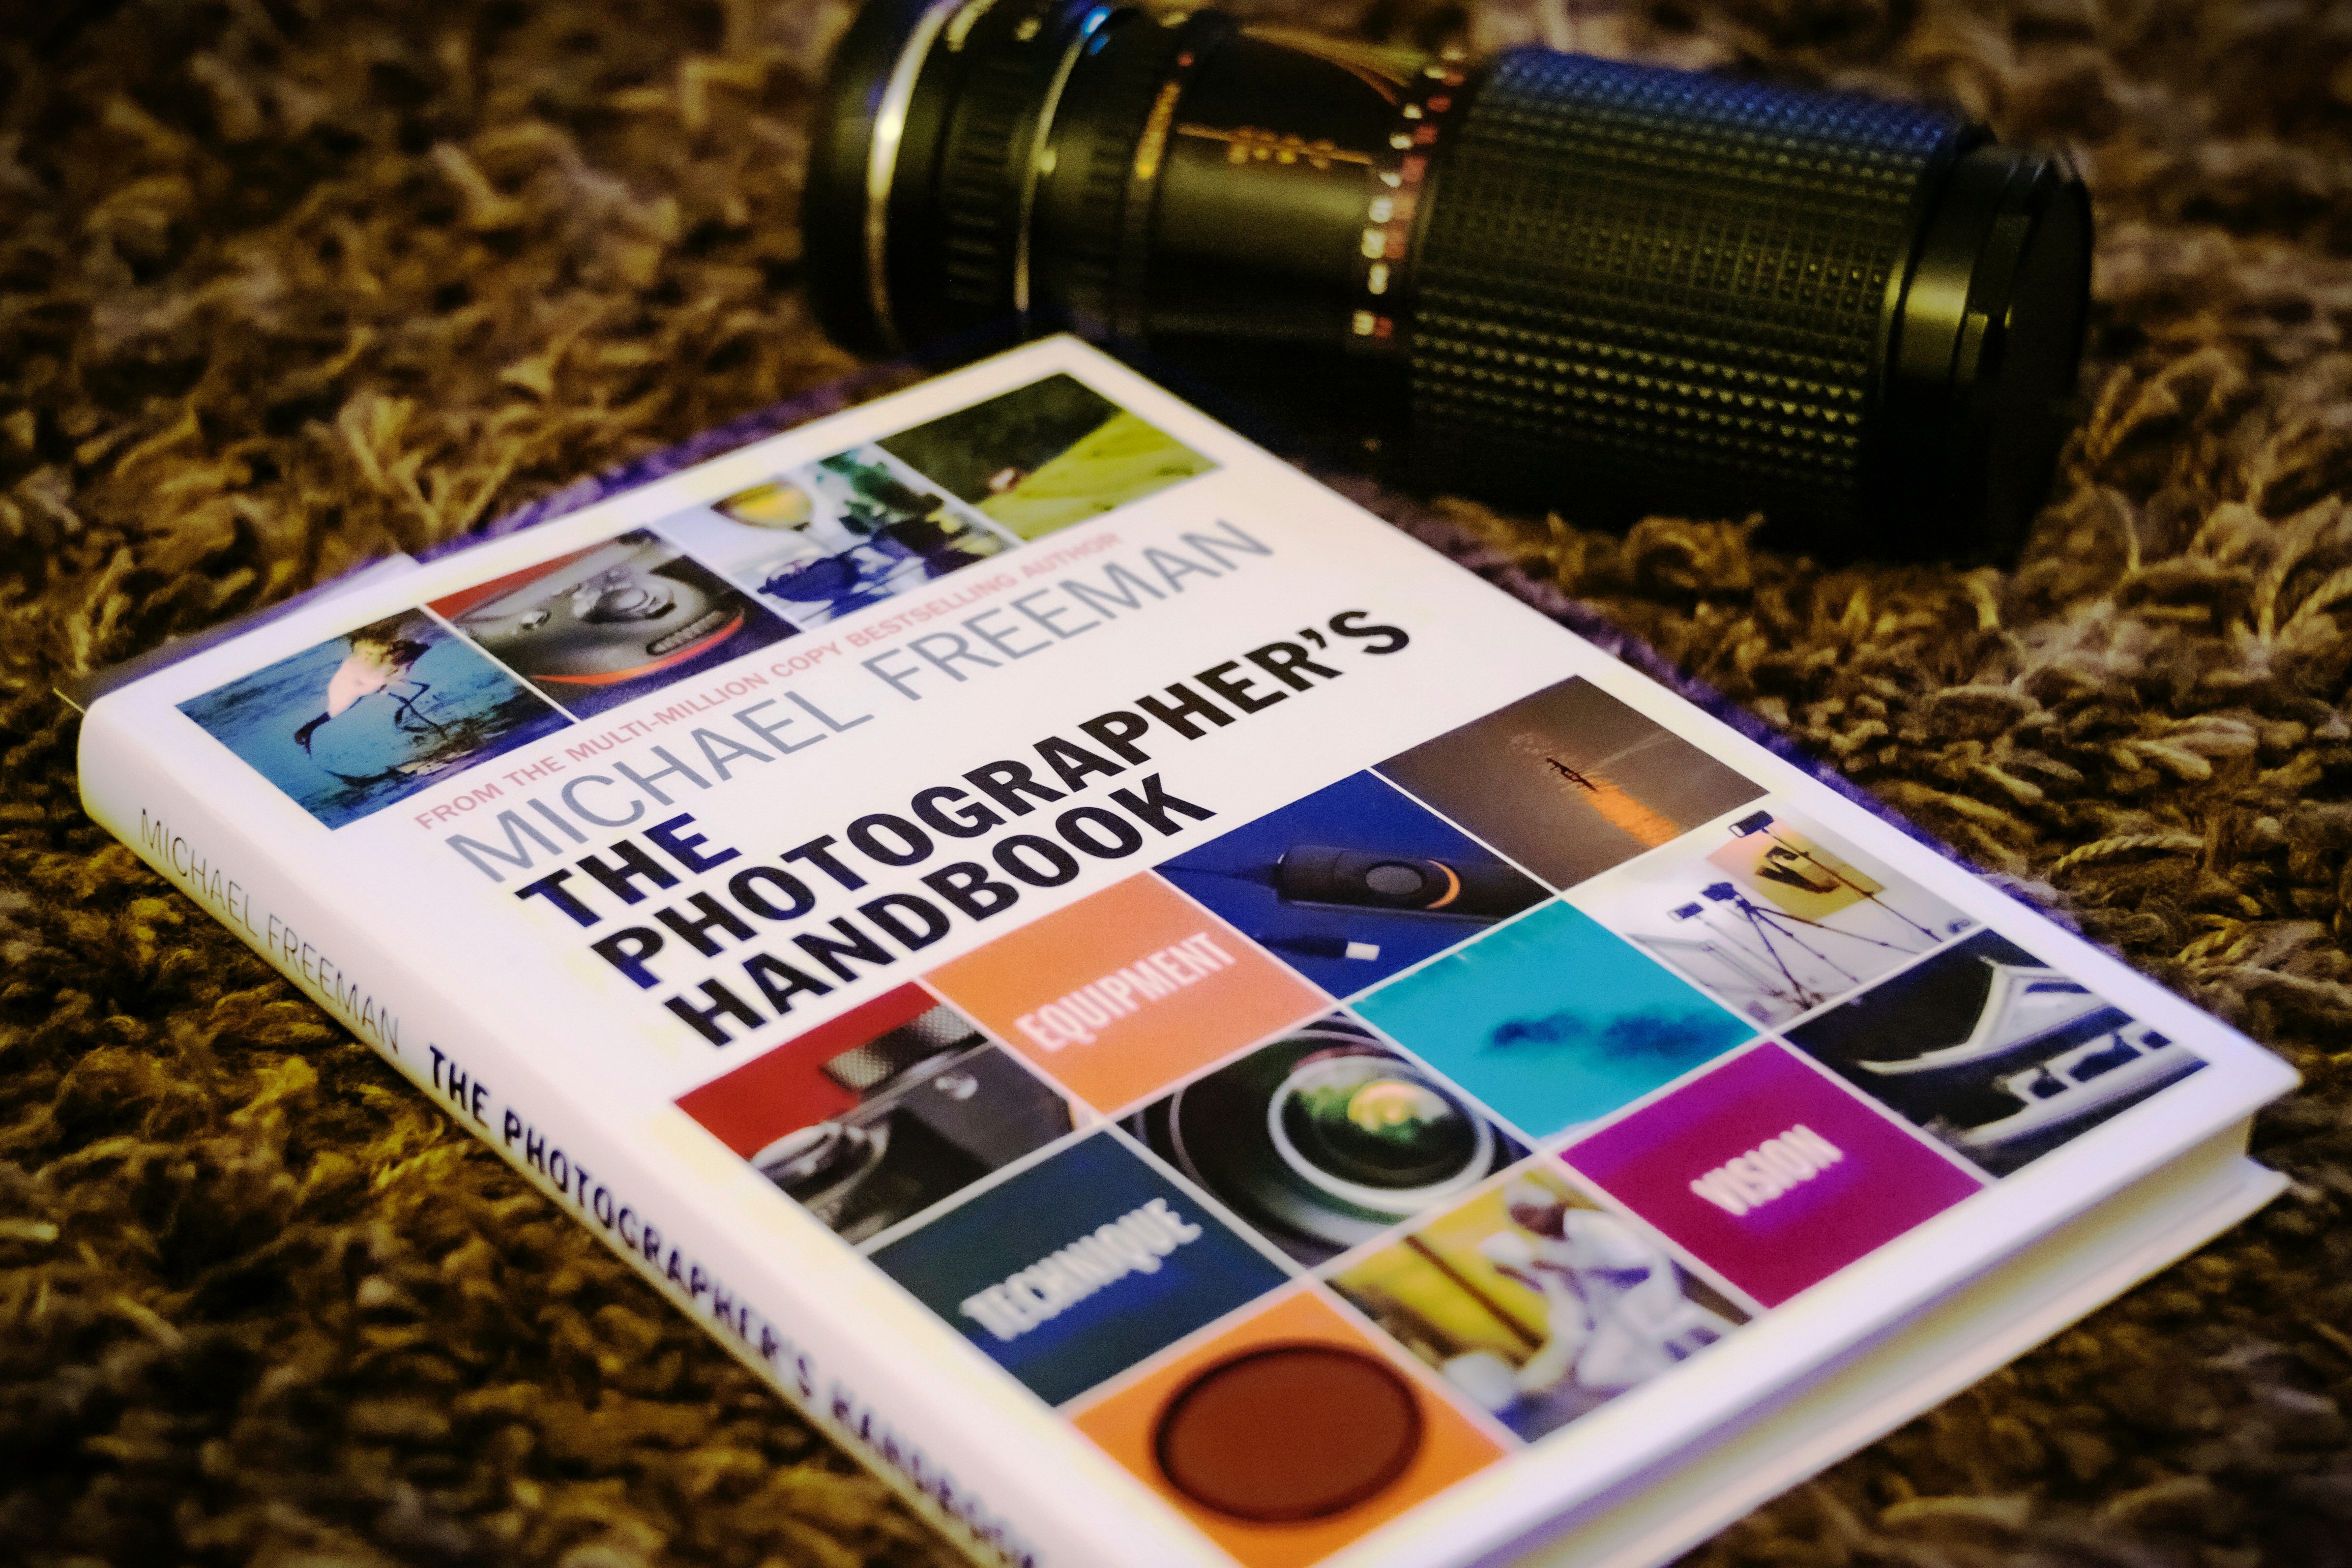 FROM THE MULTI-MILLION COPY BESTSELLING AUTHOR
MICHAEL FREEMAN
THE
PHOTOGRAPHER'S
HANDBOOK
EQUIPMENT
TECHNIQUE
VISION
MICHAEL FREEMAN THE PHOTOGRAPHER'S HANDBOOK